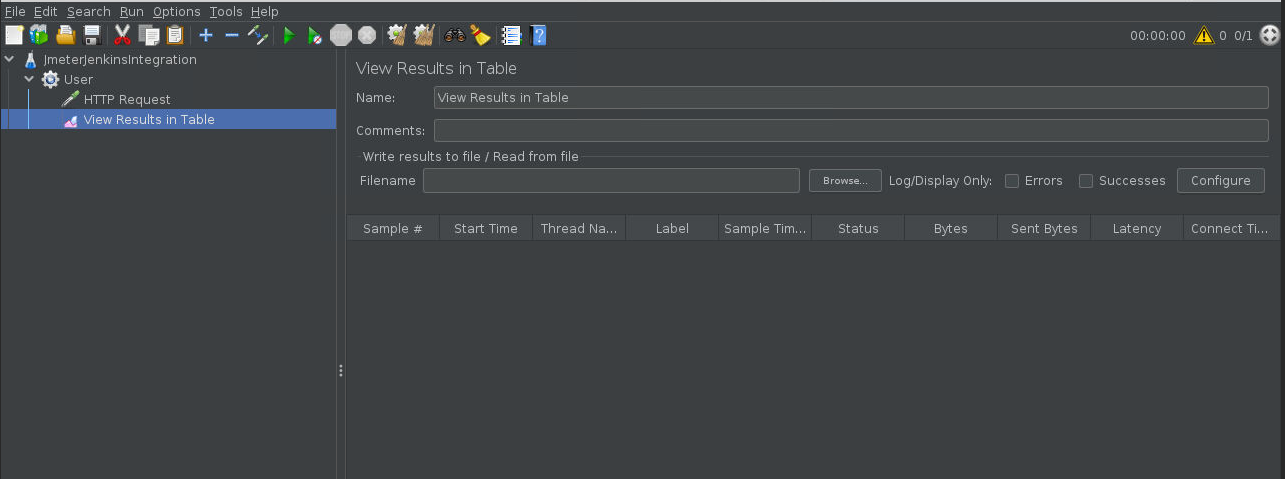 File Edit Search Run Options Tools Help
00:00:00 0 0/1
JmeterJenkinsIntegration
User
HTTP Request
View Results in Table
View Results in Table
Name: View Results in Table
Comments:
Write results to file / Read from file
Filename Browse... Log/Display Only: Errors Successes Configure
Sample # Start Time Thread Na... Label Sample Tim... Status Bytes Sent Bytes Latency Connect Ti...